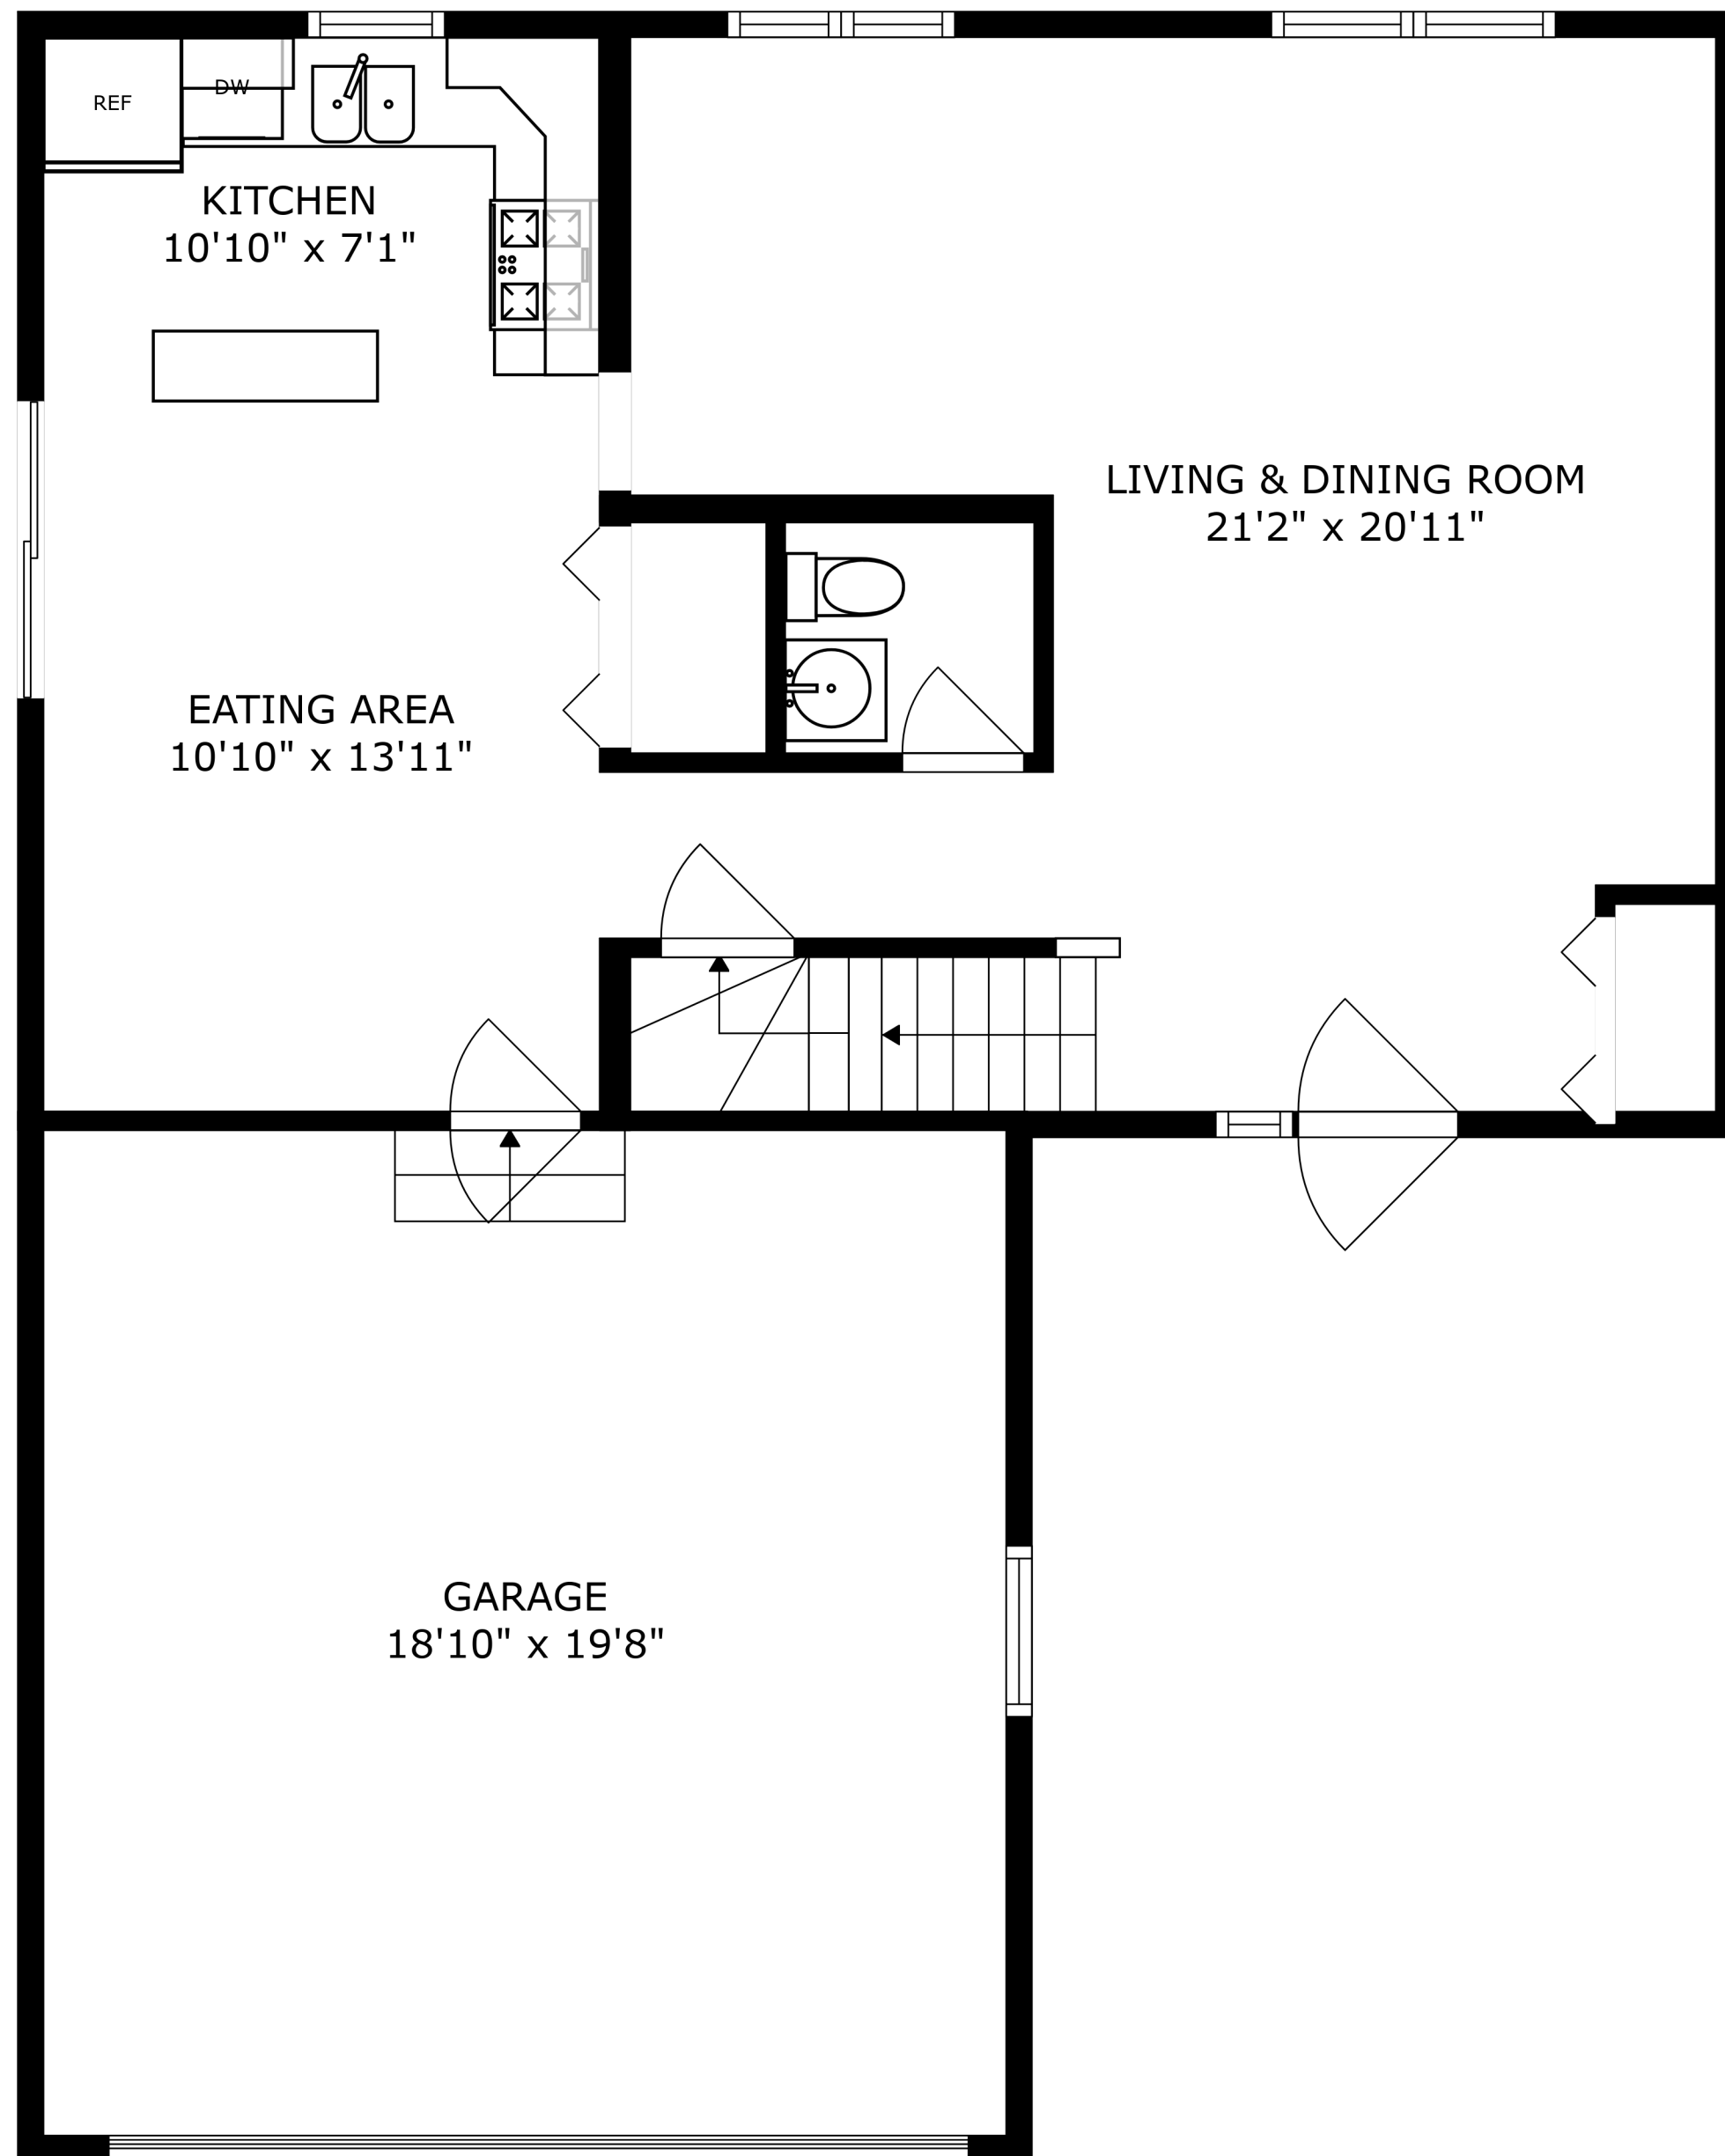 REF
DW
KITCHEN
10'10" x 7'1"
LIVING & DINING ROOM
21'2" x 20'11"
EATING AREA
10'10" x 13'11"
GARAGE
18'10" x 19'8"